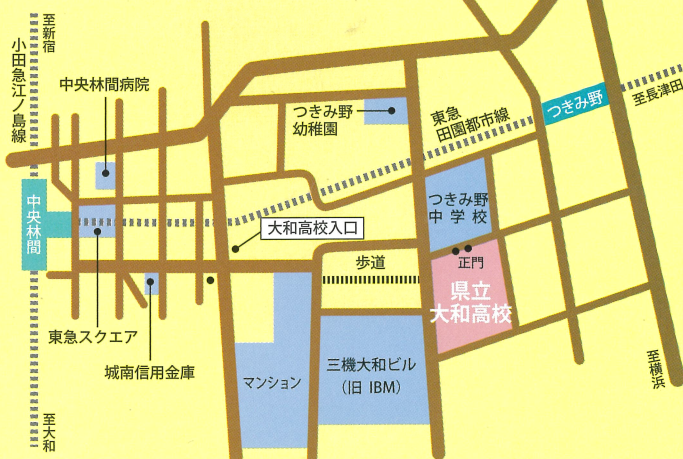 至新宿
小田急江ノ島線
中央林間病院
つきみ野
幼稚園
東急
田園都市線
つきみ野
至長津田
中央林間
つきみ野
中学校
大和高校入口
歩道
正門
県立
大和高校
東急スクエア
城南信用金庫
マンション
三機大和ビル
（旧 IBM）
至横浜
至大和